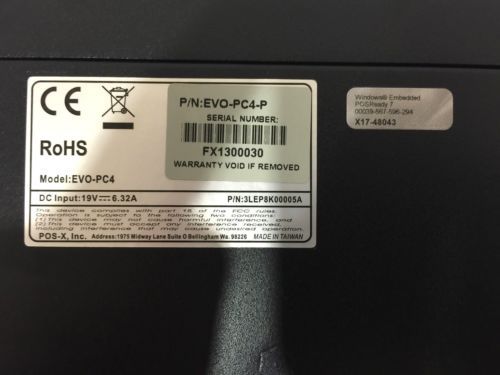 P/N:EVO-PC4-P
SERIAL NUMBER:
FX1300030
WARRANTY VOID IF REMOVED
CE
RoHS
Model:EVO-PC4
DC Input:19V⎓6.32A
P/N:3LEP8K00005A
This device complies with part 15 of the FCC rules.
Operation is subject to the following two conditions:
(1)This device may not cause harmful interference, and
(2)This device must accept any interference received,
including interference that may cause undesired operation.
POS-X, Inc. Address:1975 Midway Lane Suite O Bellingham Wa. 98226 MADE IN TAIWAN
Windows® Embedded
POSReady 7
00039-867-596-294
X17-48043